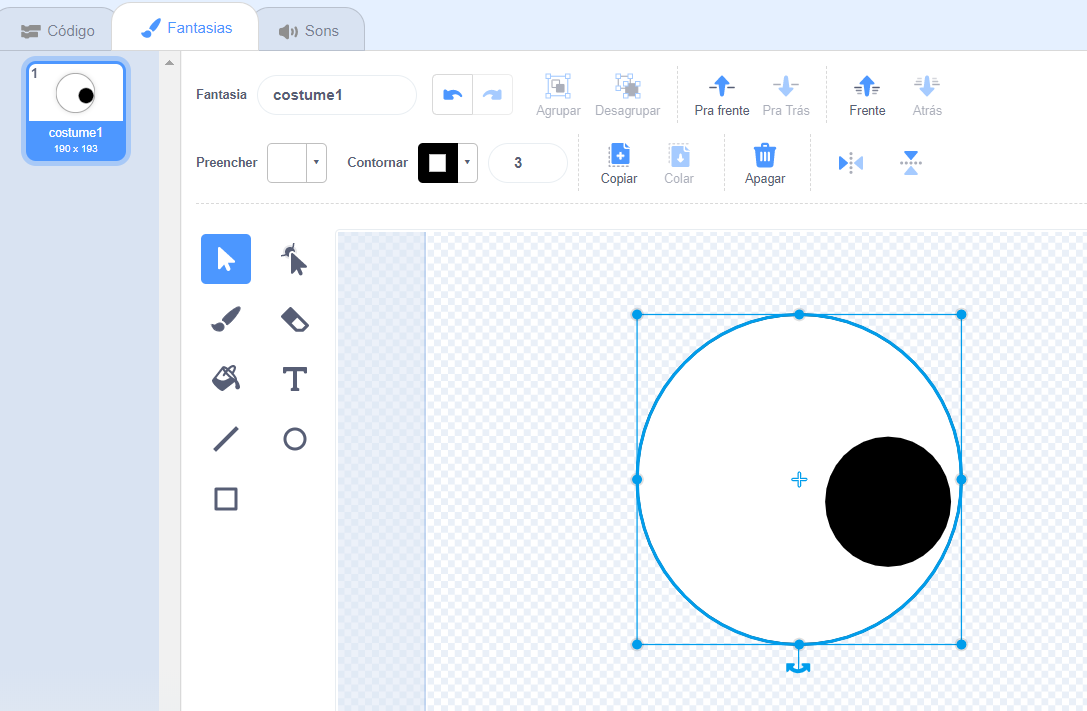 Código
Fantasias
Sons
1
costume1
190 x 193
Fantasia
costume1
Agrupar
Desagrupar
Pra frente
Pra Trás
Frente
Atrás
Preencher
Contornar
3
Copiar
Colar
Apagar